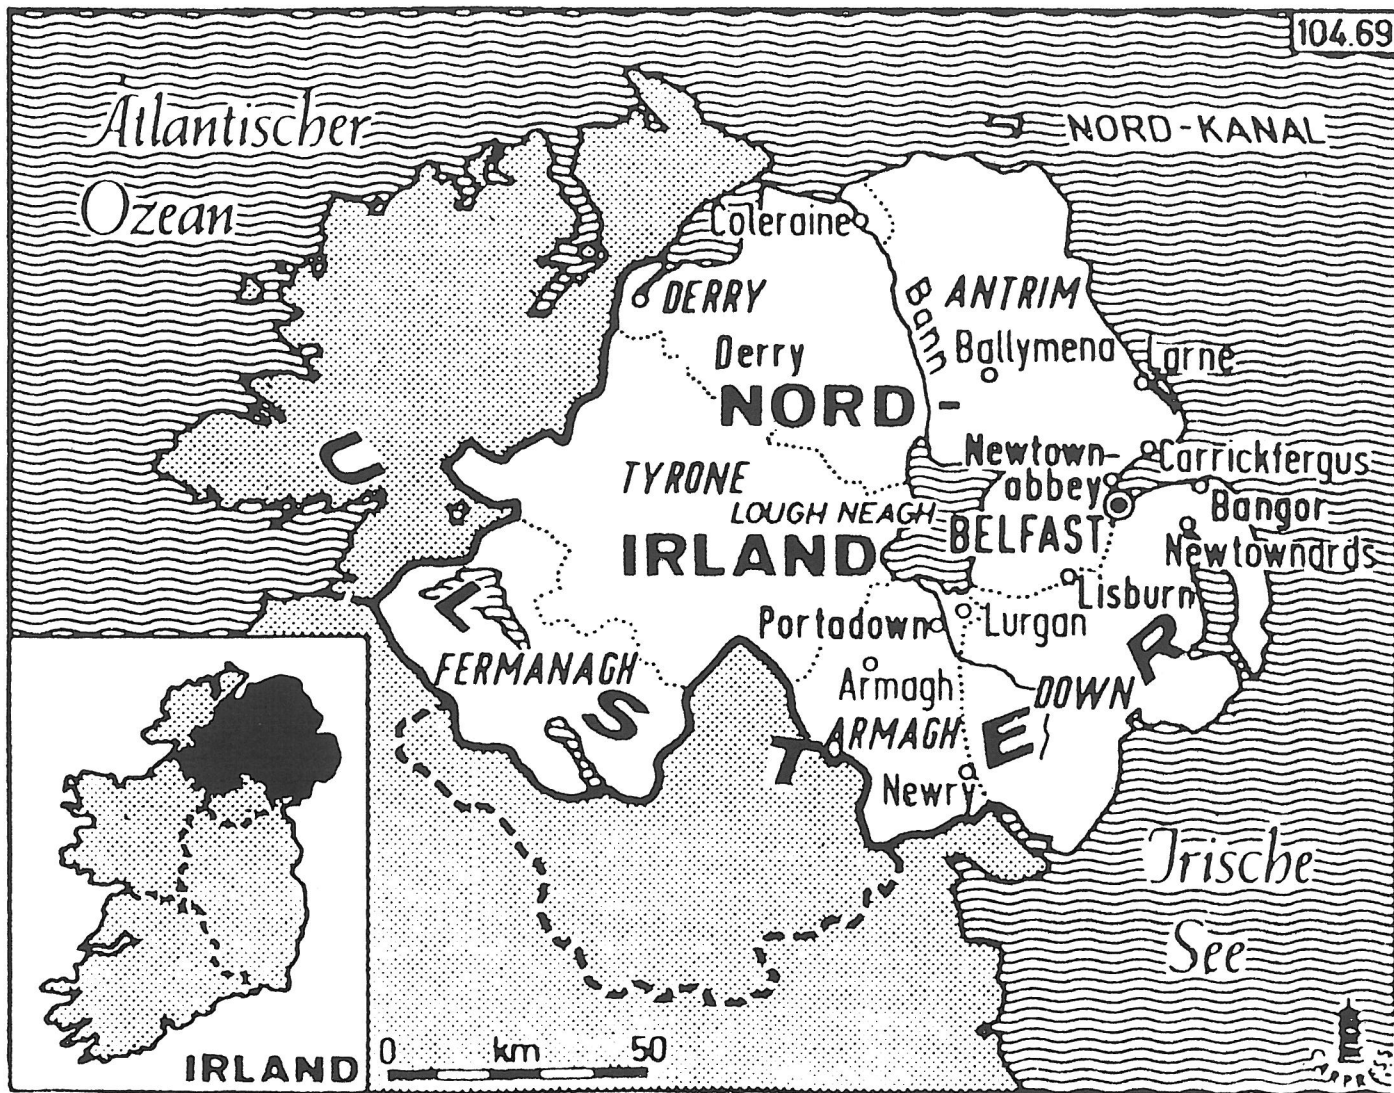 104.69
Atlantischer
Ozean
NORD-KANAL
Coleraine
DERRY
Derry
Bann
ANTRIM
Ballymena
Larne
NORD-
IRLAND
TYRONE
LOUGH NEAGH
Newtown-
abbey
Carrickfergus
BELFAST
Bangor
Newtownards
Lisburn
Portadown
Lurgan
FERMANAGH
Armagh
ARMAGH
DOWN
Newry
ULSTER
Irische
See
0 km 50
IRLAND